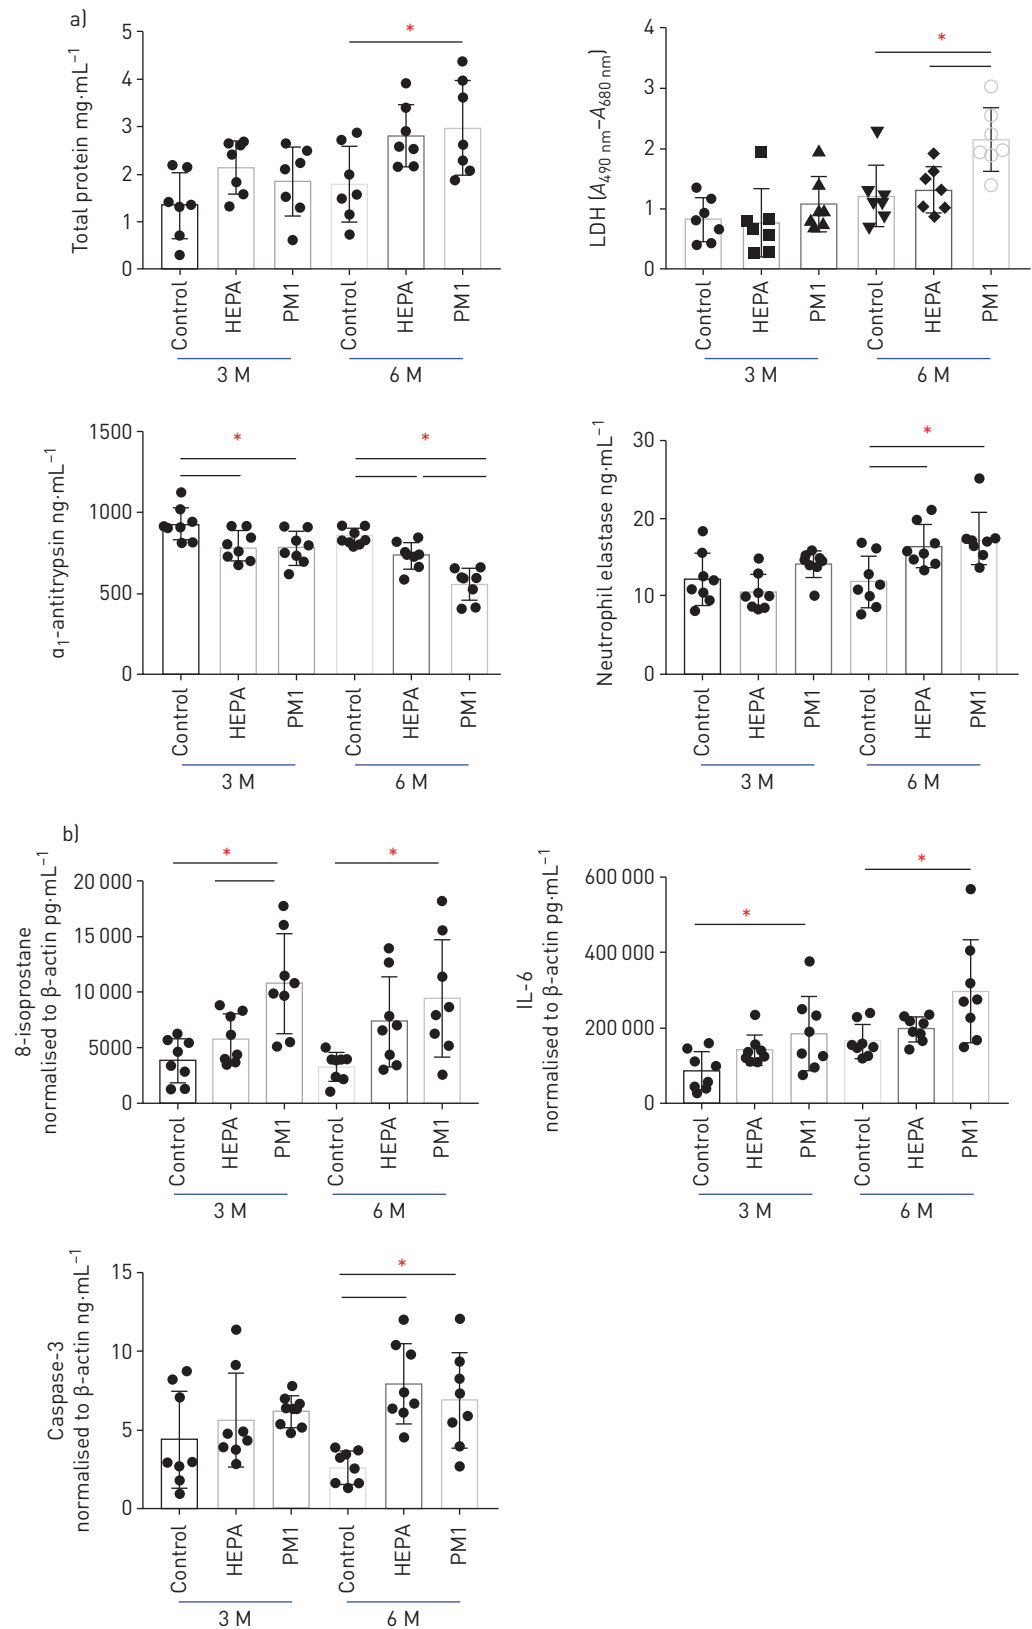 a)
Total protein mg·mL⁻¹
5
4
3
2
1
0
*
Control
HEPA
PM1
Control
HEPA
PM1
3 M
6 M
LDH (A490 nm–A680 nm)
4
3
2
1
0
*
Control
HEPA
PM1
Control
HEPA
PM1
3 M
6 M
α₁-antitrypsin ng·mL⁻¹
1500
1000
500
0
*
*
Control
HEPA
PM1
Control
HEPA
PM1
3 M
6 M
Neutrophil elastase ng·mL⁻¹
30
20
10
0
*
Control
HEPA
PM1
Control
HEPA
PM1
3 M
6 M
b)
8-isoprostane
normalised to β-actin pg·mL⁻¹
20 000
15 000
10 000
5000
0
*
*
Control
HEPA
PM1
Control
HEPA
PM1
3 M
6 M
IL-6
normalised to β-actin pg·mL⁻¹
600 000
400 000
200 000
0
*
*
Control
HEPA
PM1
Control
HEPA
PM1
3 M
6 M
Caspase-3
normalised to β-actin ng·mL⁻¹
15
10
5
0
*
Control
HEPA
PM1
Control
HEPA
PM1
3 M
6 M